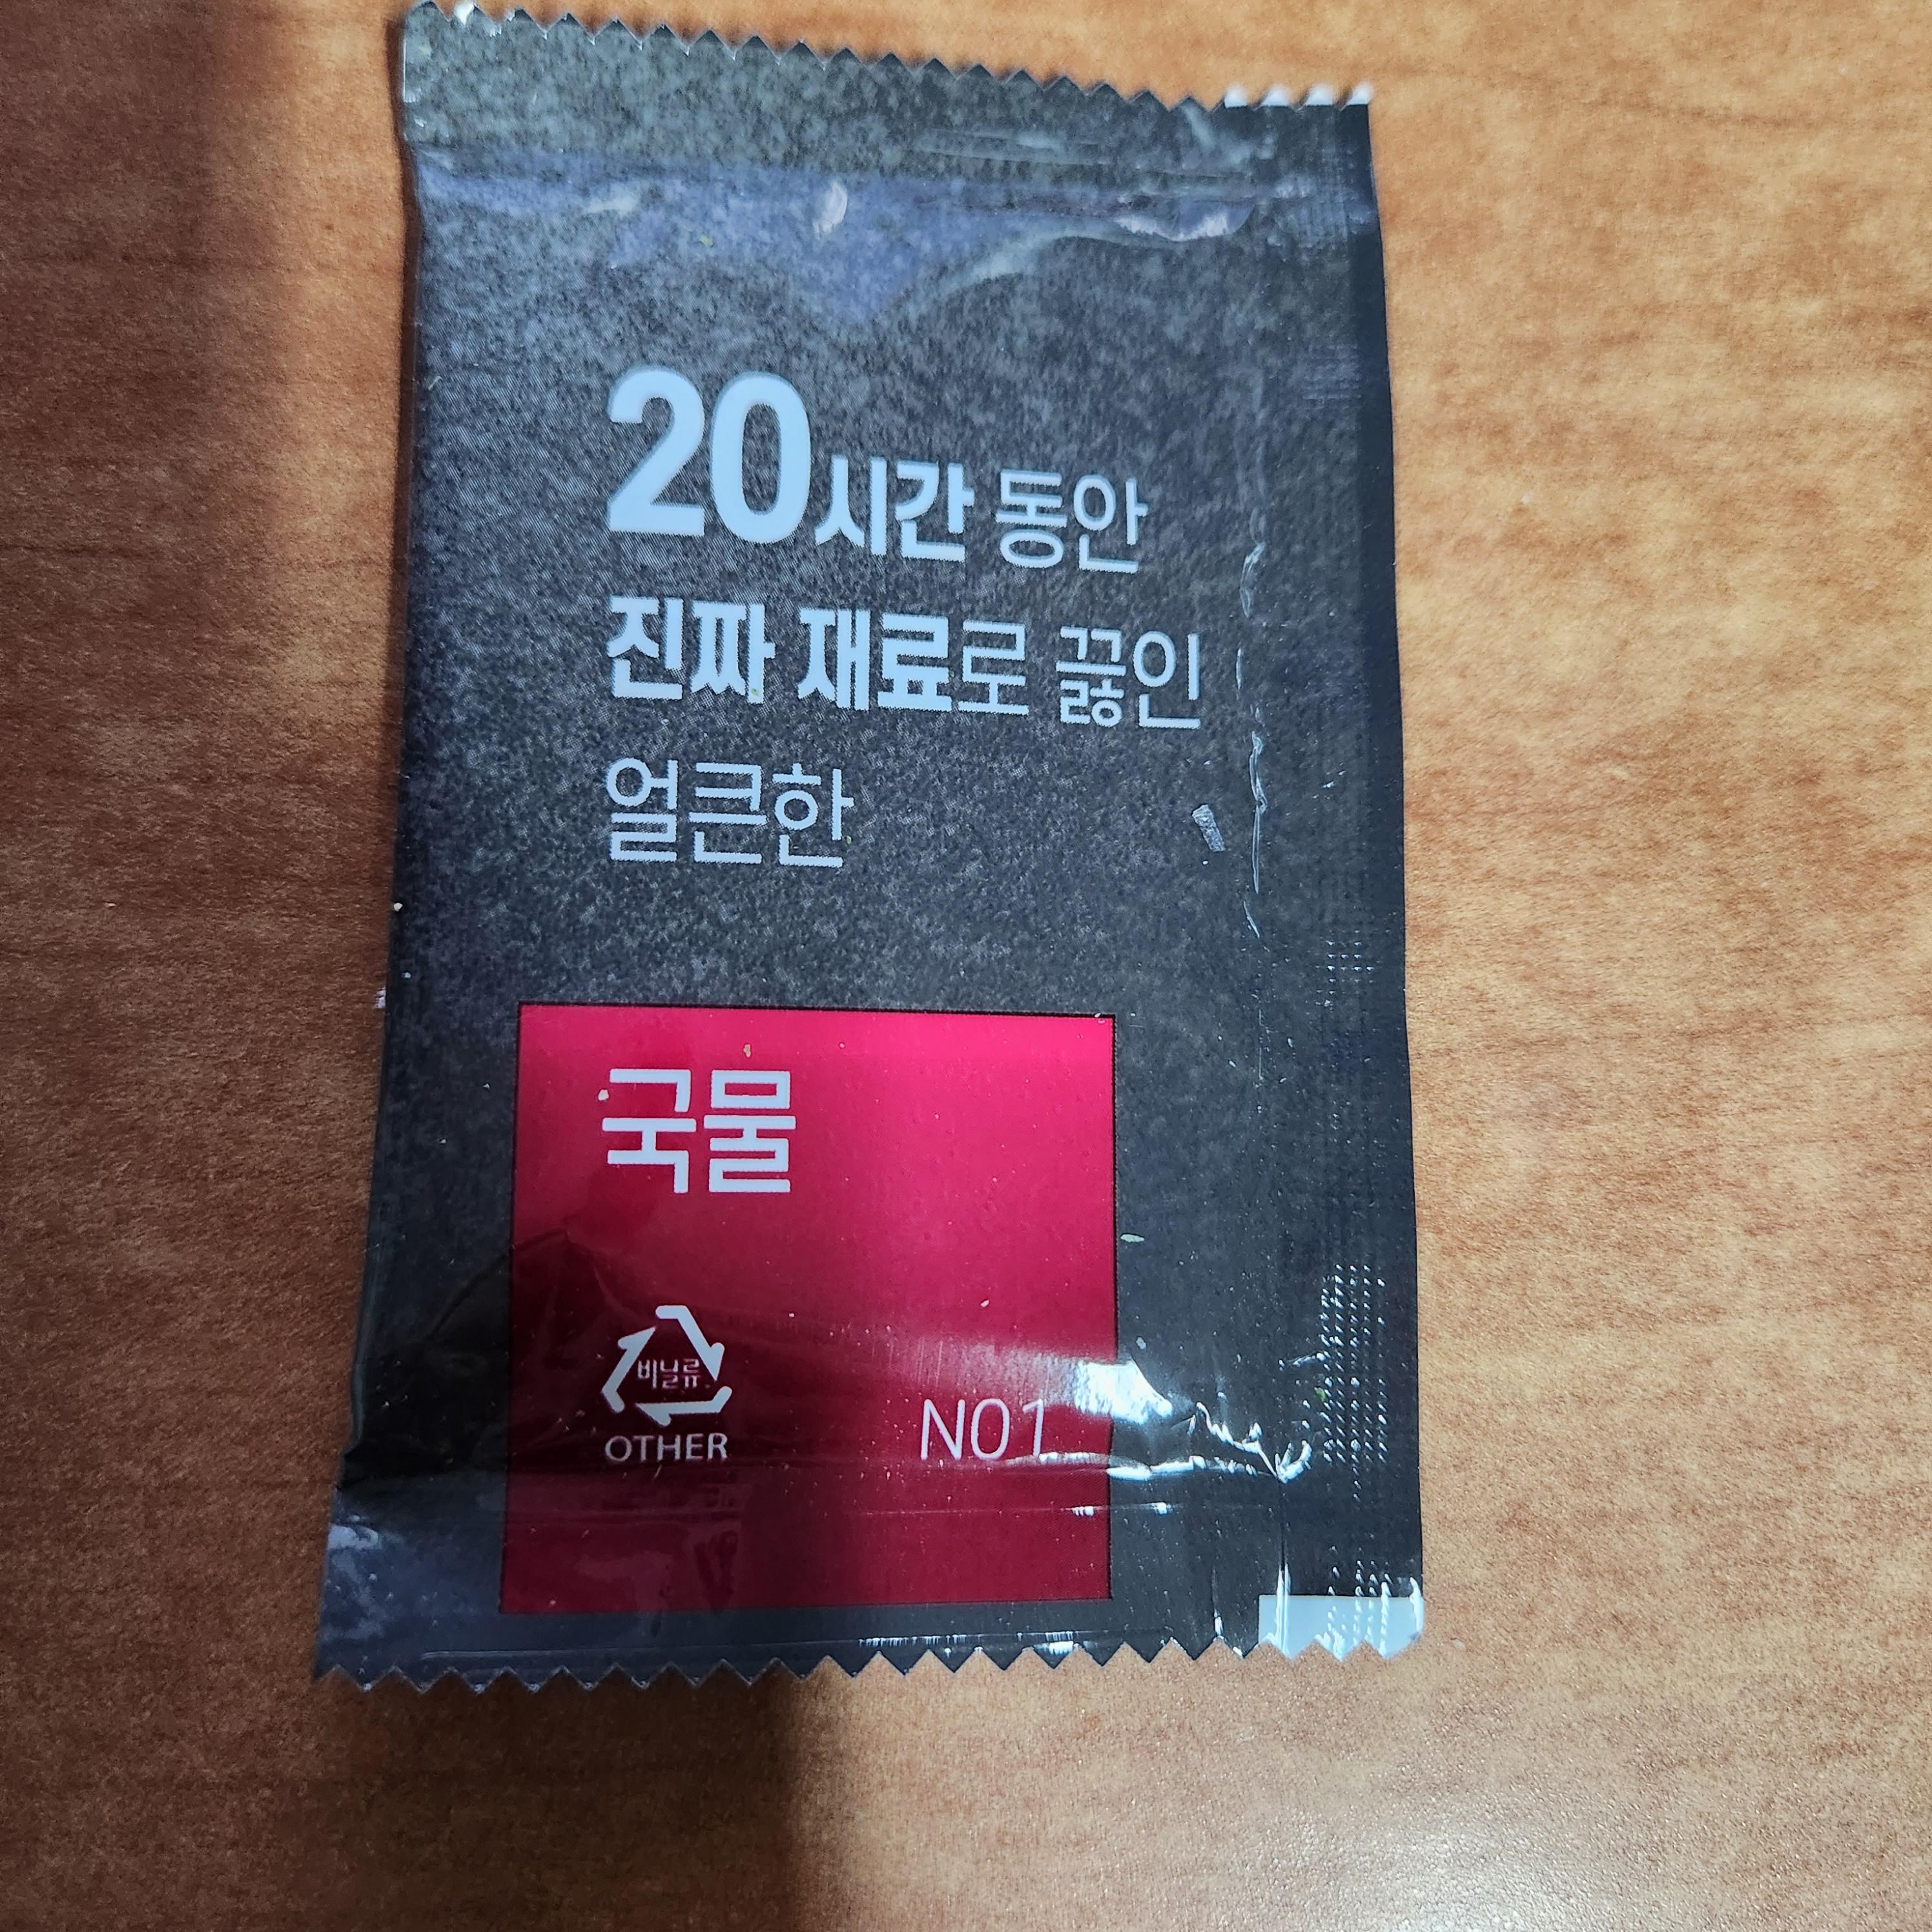 20시간 동안
진짜 재료로 끓인
얼큰한
국물
비닐류
OTHER
NO1